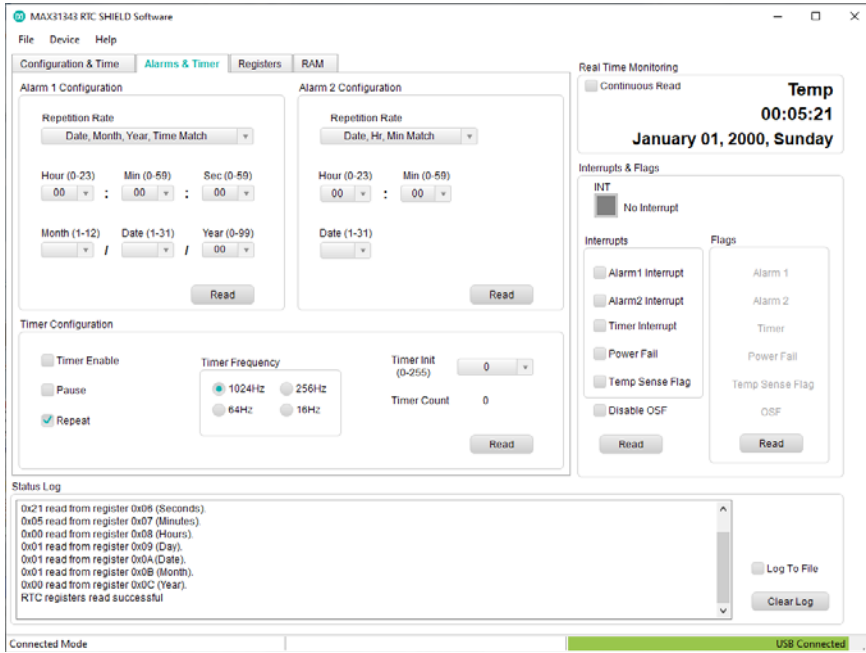 MAX31343 RTC SHIELD Software
File Device Help
Configuration & Time Alarms & Timer Registers RAM
Alarm 1 Configuration
Repetition Rate
Date, Month, Year, Time Match
Hour (0-23) Min (0-59) Sec (0-59)
00 : 00 : 00
Month (1-12) Date (1-31) Year (0-99)
/ / 00
Read
Alarm 2 Configuration
Repetition Rate
Date, Hr, Min Match
Hour (0-23) Min (0-59)
00 : 00
Date (1-31)
Read
Timer Configuration
Timer Enable
Pause
Repeat
Timer Frequency
1024Hz 256Hz
64Hz 16Hz
Timer Init
(0-255)
0
Timer Count 0
Read
Real Time Monitoring
Continuous Read
Temp
00:05:21
January 01, 2000, Sunday
Interrupts & Flags
INT
No Interrupt
Interrupts
Alarm1 Interrupt
Alarm2 Interrupt
Timer Interrupt
Power Fail
Temp Sense Flag
Disable OSF
Read
Flags
Alarm 1
Alarm 2
Timer
Power Fail
Temp Sense Flag
OSF
Read
Status Log
0x21 read from register 0x06 (Seconds).
0x05 read from register 0x07 (Minutes).
0x00 read from register 0x08 (Hours).
0x01 read from register 0x09 (Day).
0x01 read from register 0x0A (Date).
0x01 read from register 0x0B (Month).
0x00 read from register 0x0C (Year).
RTC registers read successful
Log To File
Clear Log
Connected Mode
USB Connected